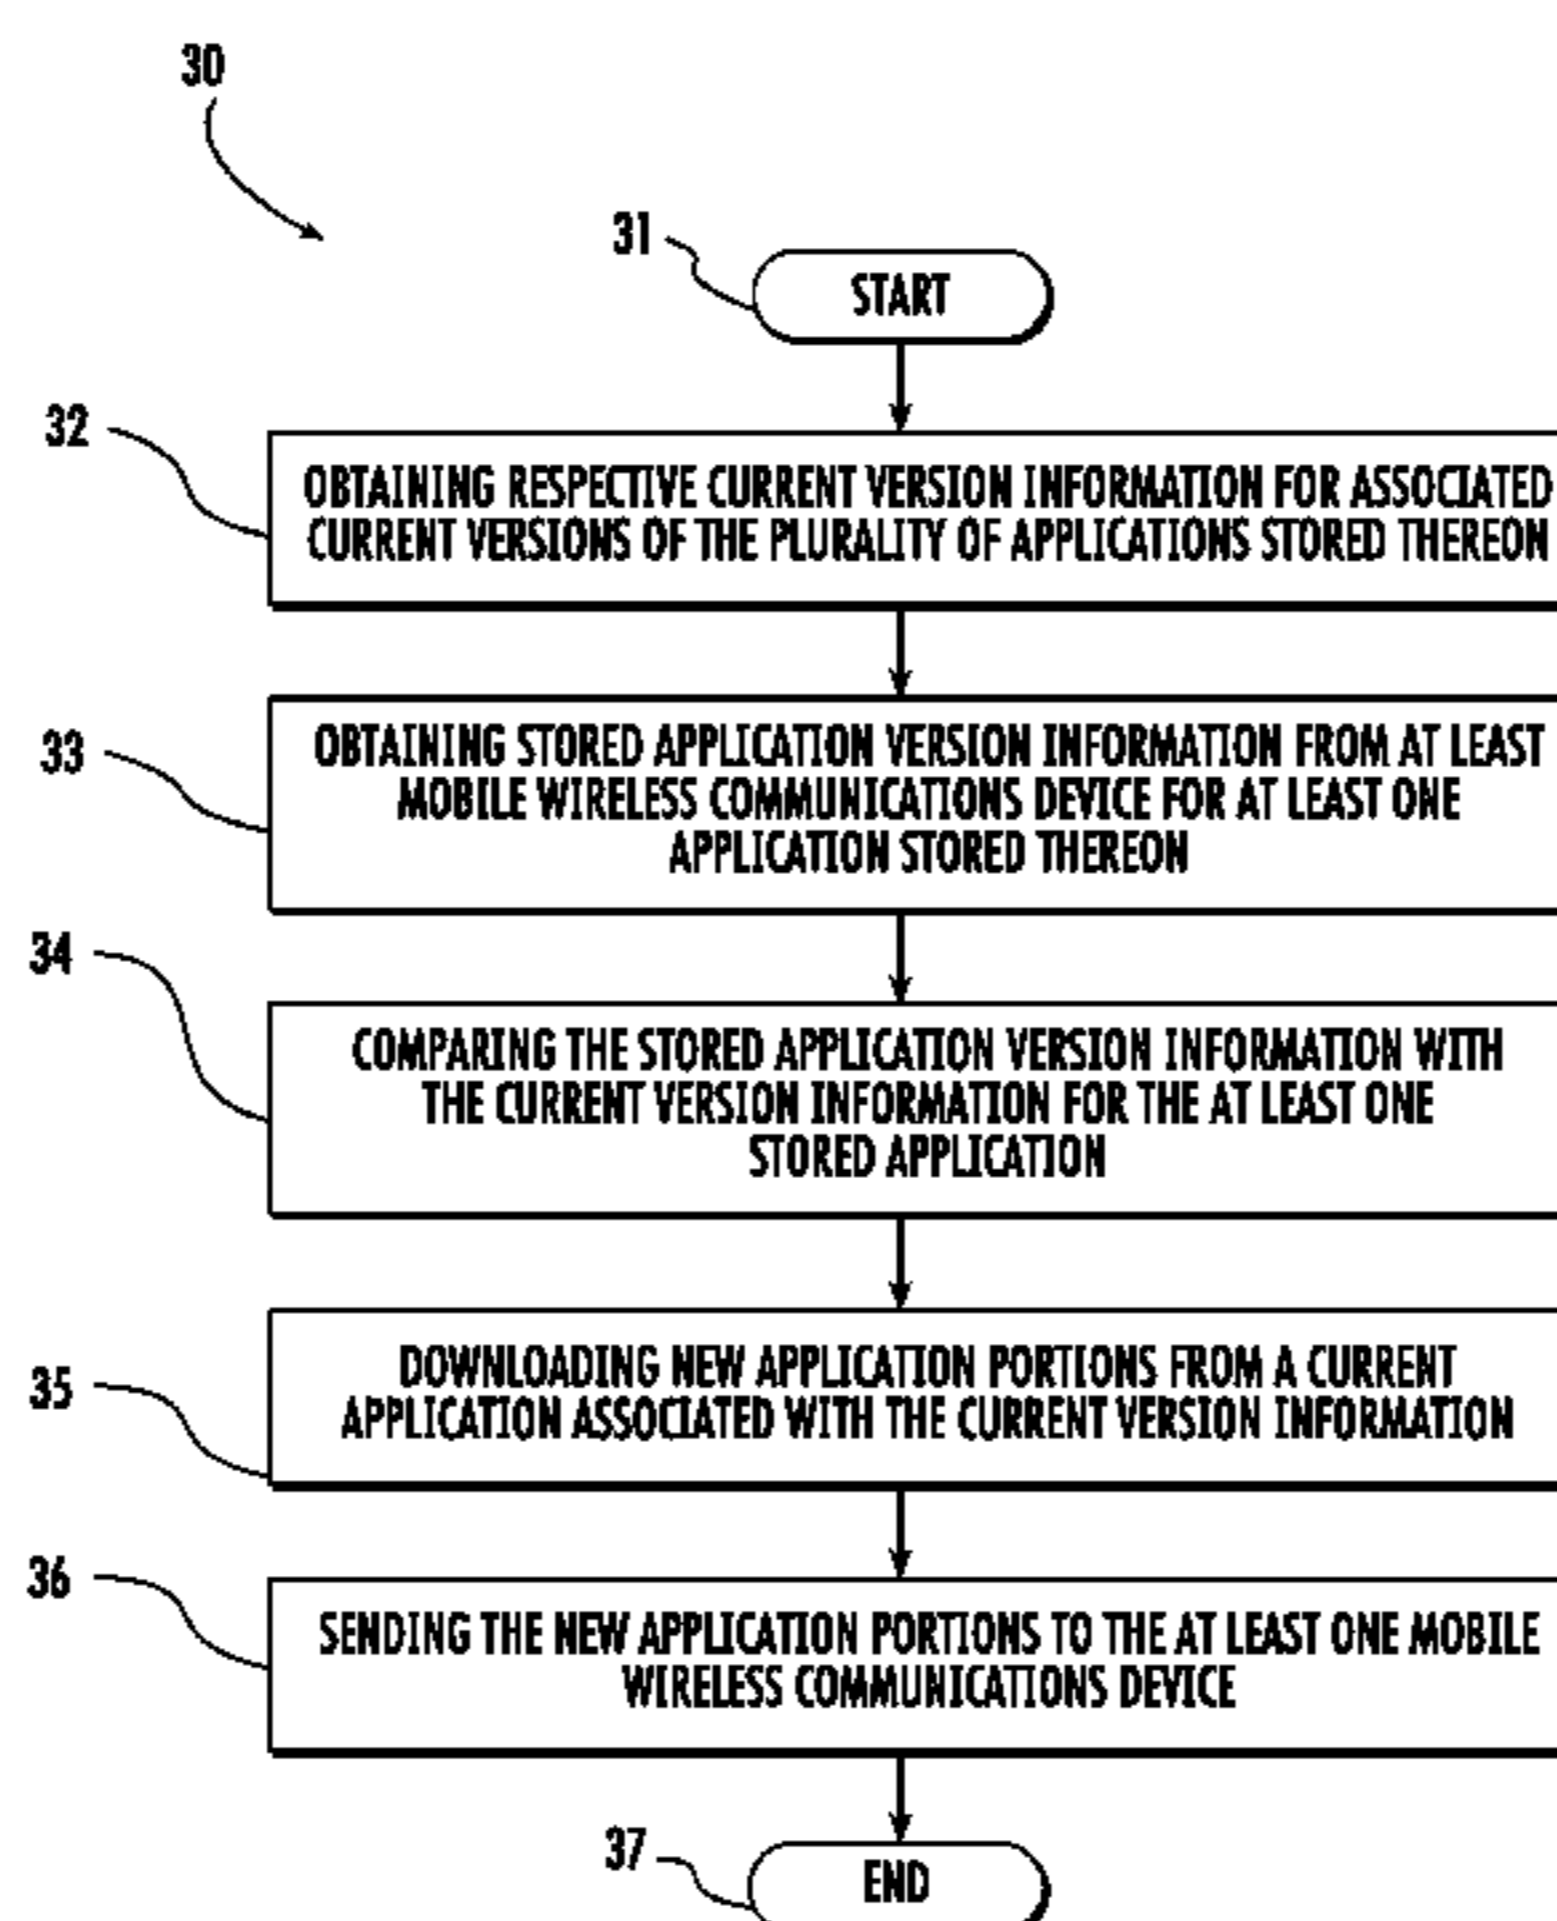 30
31
START
32
OBTAINING RESPECTIVE CURRENT VERSION INFORMATION FOR ASSOCIATED
CURRENT VERSIONS OF THE PLURALITY OF APPLICATIONS STORED THEREON
33
OBTAINING STORED APPLICATION VERSION INFORMATION FROM AT LEAST
MOBILE WIRELESS COMMUNICATIONS DEVICE FOR AT LEAST ONE
APPLICATION STORED THEREON
34
COMPARING THE STORED APPLICATION VERSION INFORMATION WITH
THE CURRENT VERSION INFORMATION FOR THE AT LEAST ONE
STORED APPLICATION
35
DOWNLOADING NEW APPLICATION PORTIONS FROM A CURRENT
APPLICATION ASSOCIATED WITH THE CURRENT VERSION INFORMATION
36
SENDING THE NEW APPLICATION PORTIONS TO THE AT LEAST ONE MOBILE
WIRELESS COMMUNICATIONS DEVICE
37
END